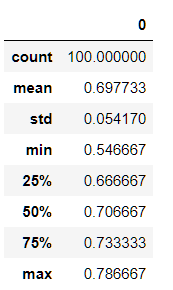 0
count 100.000000
mean 0.697733
std 0.054170
min 0.546667
25% 0.666667
50% 0.706667
75% 0.733333
max 0.786667